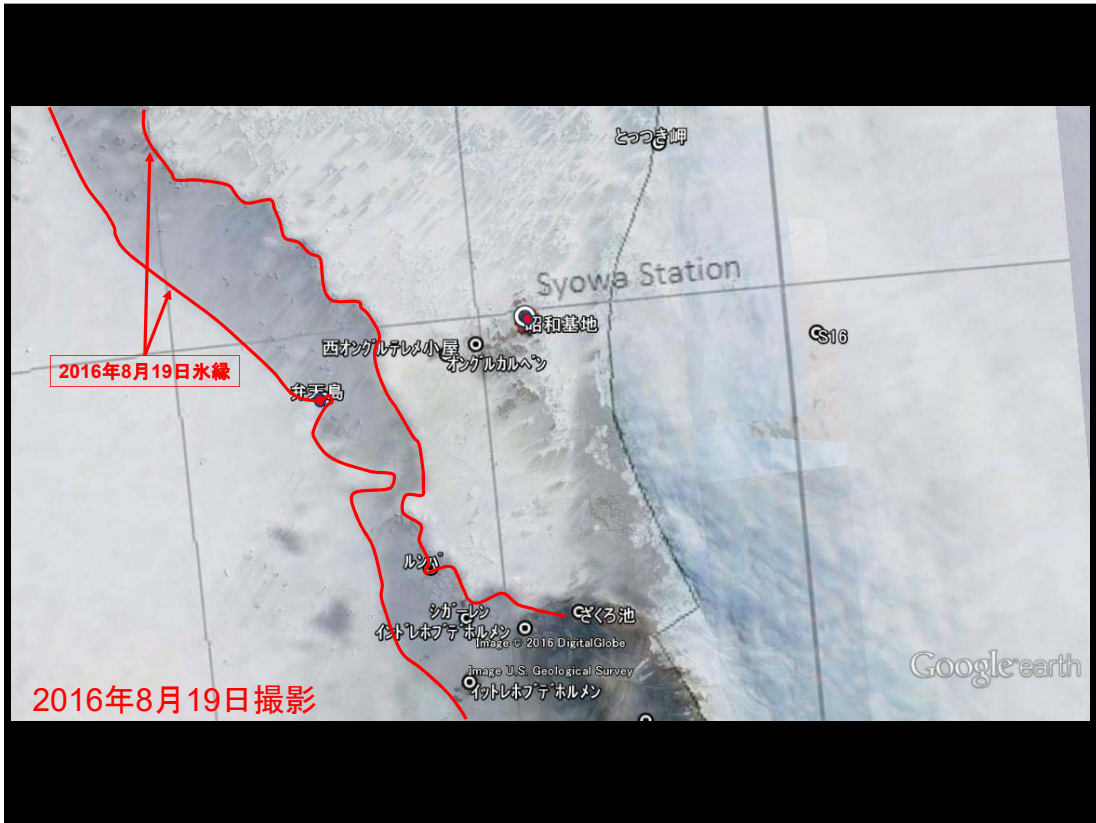 とっつき岬
Syowa Station
昭和基地
S16
西オングルテレメ小屋
オングルカルベン
2016年8月19日氷縁
弁天島
ルンパ
シガーレン
ざくろ池
インドレホブデホルメン
Image © 2016 DigitalGlobe
Image U.S. Geological Survey
イットレホブデホルメン
Google earth
2016年8月19日撮影